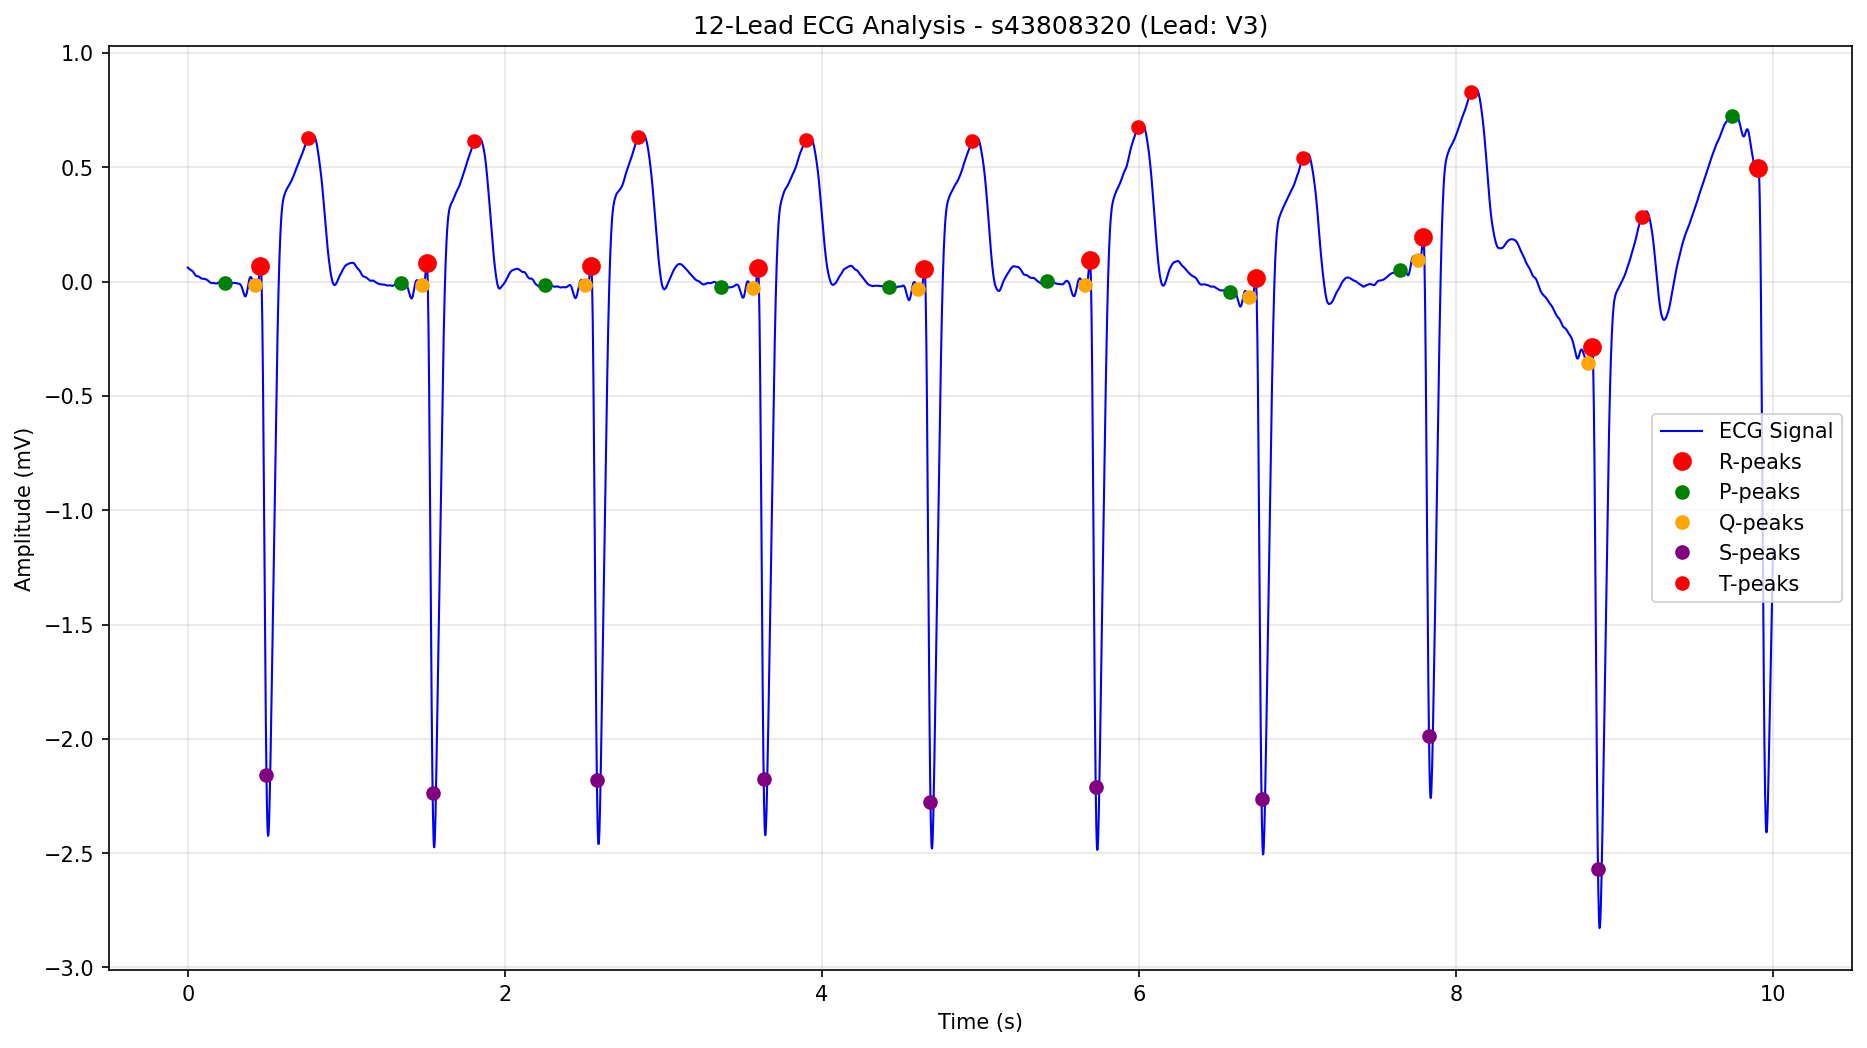 12-Lead ECG Analysis - s43808320 (Lead: V3)
1.0
0.5
0.0
−0.5
−1.0
−1.5
−2.0
−2.5
−3.0
Amplitude (mV)
ECG Signal
R-peaks
P-peaks
Q-peaks
S-peaks
T-peaks
0 2 4 6 8 10
Time (s)